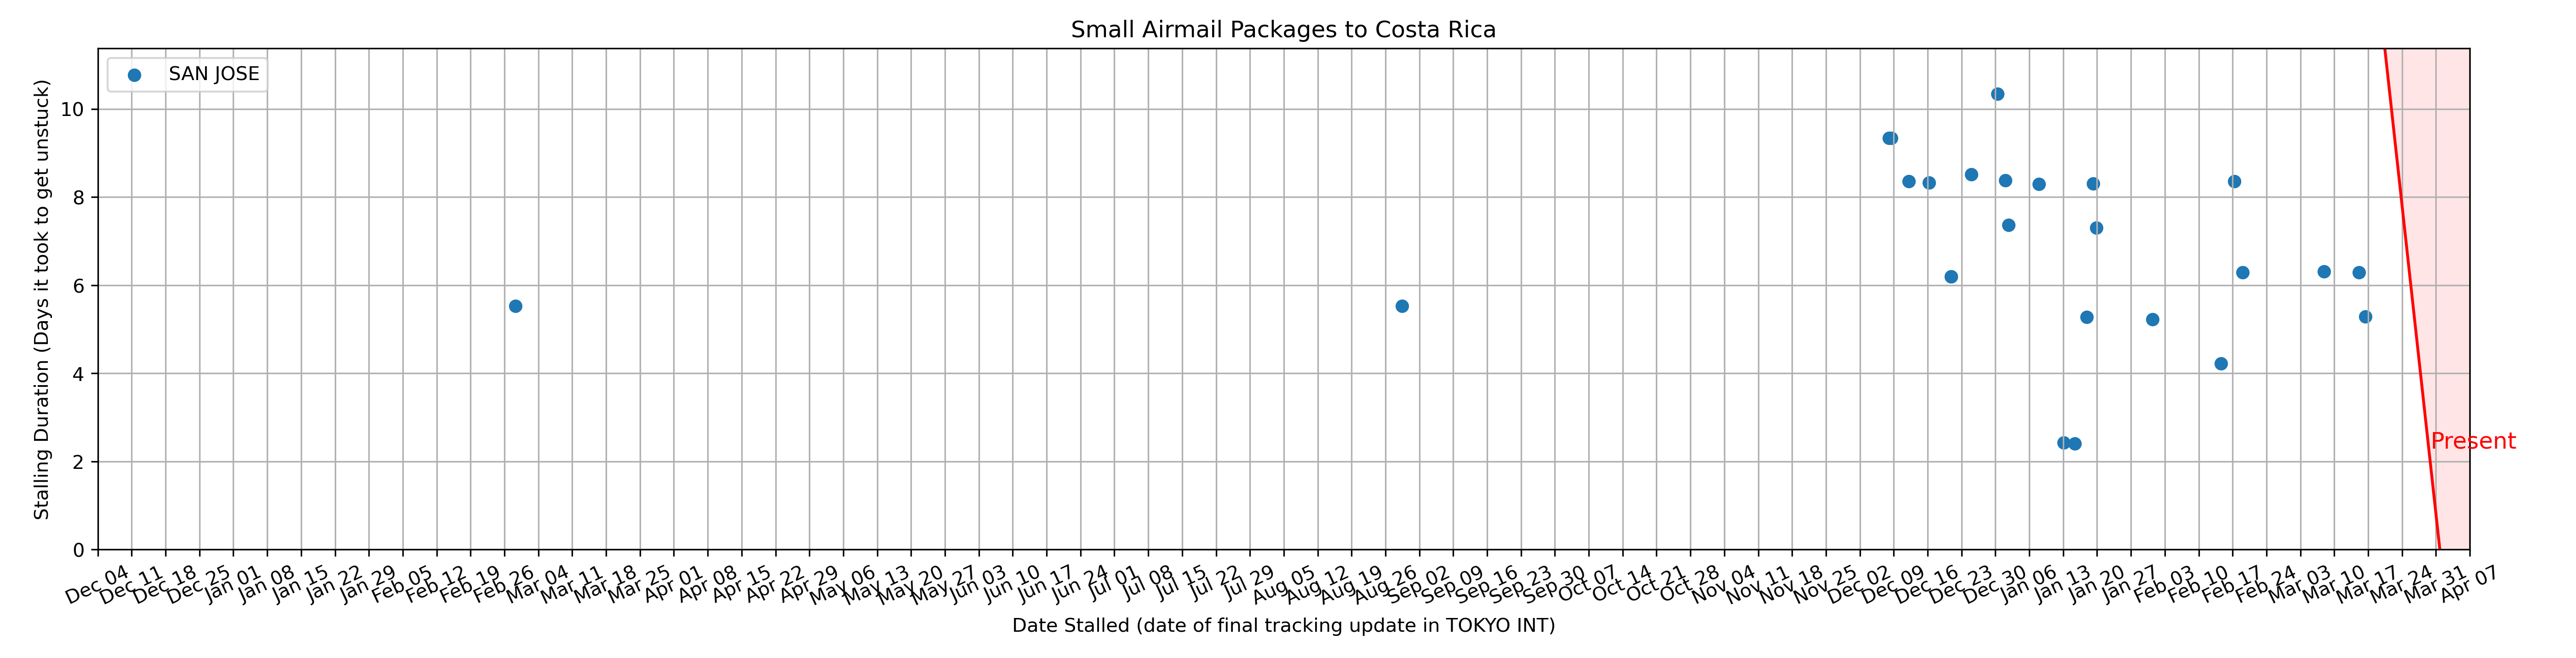 Small Airmail Packages to Costa Rica
SAN JOSE
Stalling Duration (Days it took to get unstuck)
10
8
6
4
2
0
Present
Dec 04
Dec 11
Dec 18
Dec 25
Jan 01
Jan 08
Jan 15
Jan 22
Jan 29
Feb 05
Feb 12
Feb 19
Feb 26
Mar 04
Mar 11
Mar 18
Mar 25
Apr 01
Apr 08
Apr 15
Apr 22
Apr 29
May 06
May 13
May 20
May 27
Jun 03
Jun 10
Jun 17
Jun 24
Jul 01
Jul 08
Jul 15
Jul 22
Jul 29
Aug 05
Aug 12
Aug 19
Aug 26
Sep 02
Sep 09
Sep 16
Sep 23
Sep 30
Oct 07
Oct 14
Oct 21
Oct 28
Nov 04
Nov 11
Nov 18
Nov 25
Dec 02
Dec 09
Dec 16
Dec 23
Dec 30
Jan 06
Jan 13
Jan 20
Jan 27
Feb 03
Feb 10
Feb 17
Feb 24
Mar 03
Mar 10
Mar 17
Mar 24
Mar 31
Apr 07
Date Stalled (date of final tracking update in TOKYO INT)